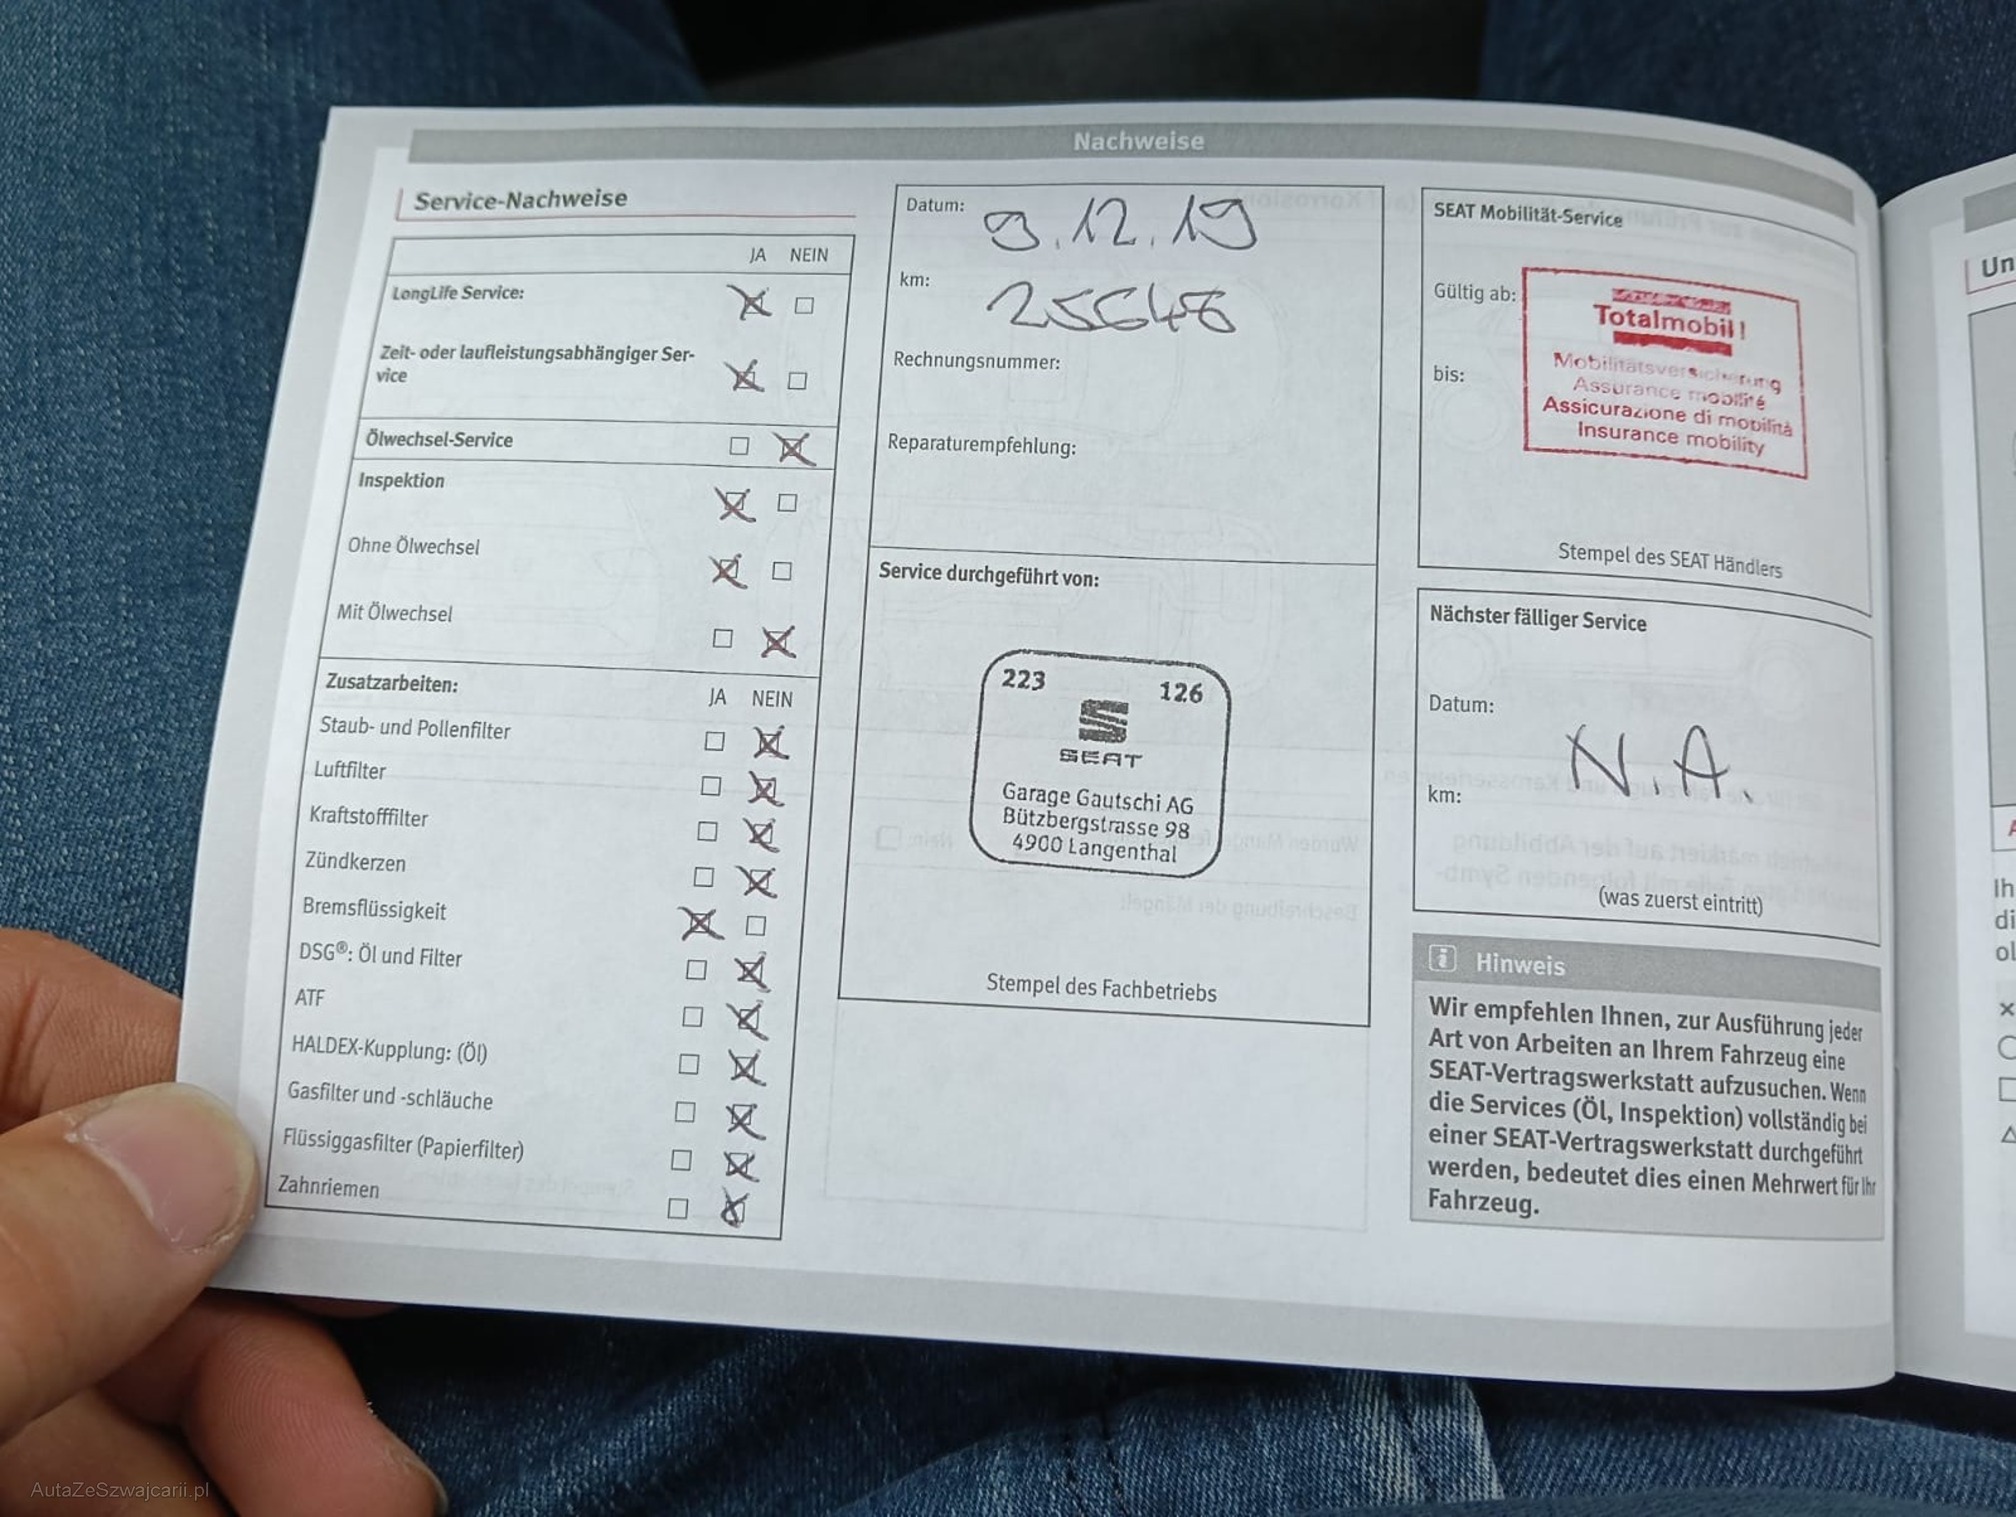 Nachweise
Service-Nachweise
JA NEIN
LongLife Service:
Zeit- oder laufleistungsabhängiger Ser-
vice
Ölwechsel-Service
Inspektion
Ohne Ölwechsel
Mit Ölwechsel
Zusatzarbeiten: JA NEIN
Staub- und Pollenfilter
Luftfilter
Kraftstofffilter
Zündkerzen
Bremsflüssigkeit
DSG®: Öl und Filter
ATF
HALDEX-Kupplung: (Öl)
Gasfilter und -schläuche
Flüssiggasfilter (Papierfilter)
Zahnriemen
Datum: 9.12.19
km: 25648
Rechnungsnummer:
Reparaturempfehlung:
Service durchgeführt von:
223 126
SEAT
Garage Gautschi AG
Bützbergstrasse 98
4900 Langenthal
Stempel des Fachbetriebs
SEAT Mobilität-Service
Gültig ab:
bis:
Totalmobil!
Mobilitätsversicherung
Assurance mobilité
Assicurazione di mobilità
Insurance mobility
Stempel des SEAT Händlers
Nächster fälliger Service
Datum:
N.A.
km:
(was zuerst eintritt)
i Hinweis
Wir empfehlen Ihnen, zur Ausführung jeder
Art von Arbeiten an Ihrem Fahrzeug eine
SEAT-Vertragswerkstatt aufzusuchen. Wenn
die Services (Öl, Inspektion) vollständig bei
einer SEAT-Vertragswerkstatt durchgeführt
werden, bedeutet dies einen Mehrwert für Ihr
Fahrzeug.
Un
Ih
di
ol
AutaZeSzwajcarii.pl